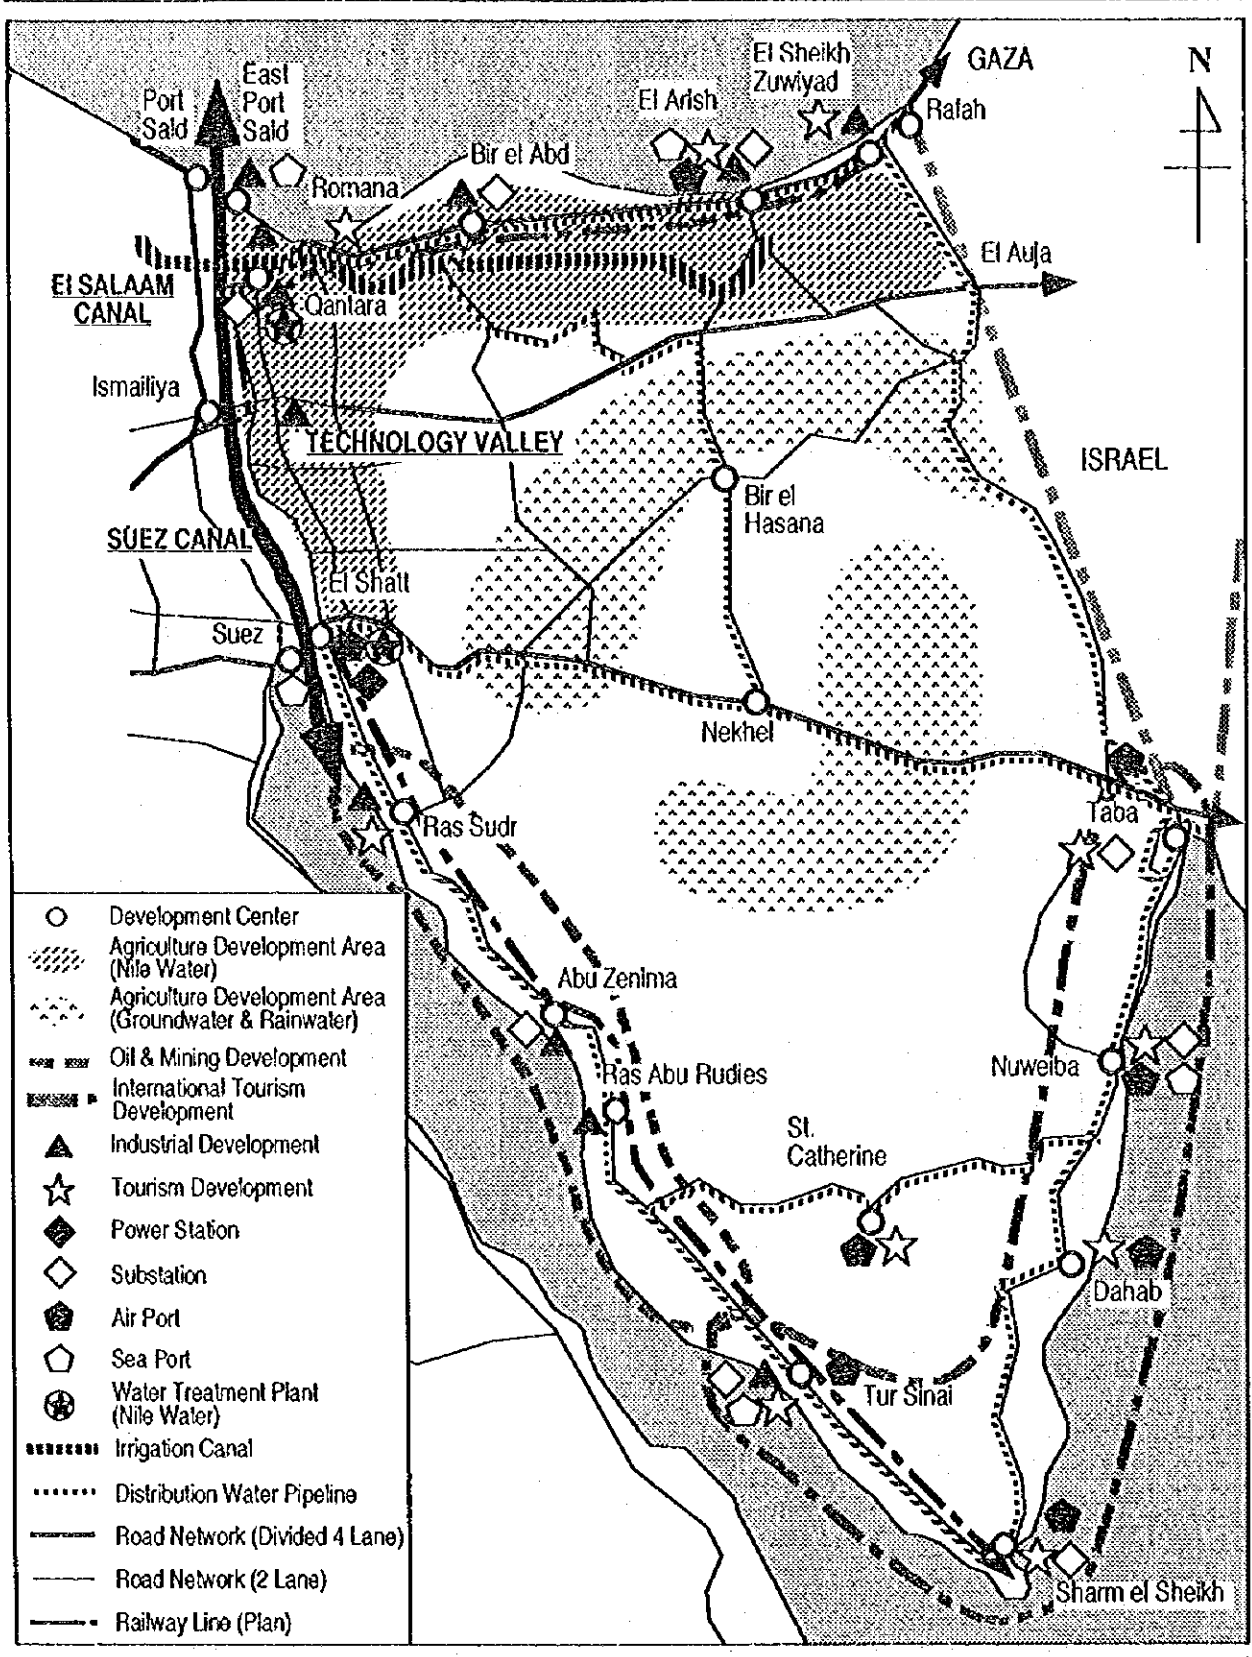 El Sheikh
Zuwiyad
GAZA
N
East
Port
Said
Port
Said
El Arish
Rafah
Bir el Abd
Romana
El Auja
El SALAAM
CANAL
Qantara
Ismailiya
TECHNOLOGY VALLEY
ISRAEL
Bir el
Hasana
SUEZ CANAL
El Shatt
Suez
Nekhel
Taba
Ras Sudr
Abu Zenima
Nuweiba
Ras Abu Rudies
St.
Catherine
Dahab
Tur Sinai
Sharm el Sheikh
Development Center
Agriculture Development Area
(Nile Water)
Agriculture Development Area
(Groundwater & Rainwater)
Oil & Mining Development
International Tourism
Development
Industrial Development
Tourism Development
Power Station
Substation
Air Port
Sea Port
Water Treatment Plant
(Nile Water)
Irrigation Canal
Distribution Water Pipeline
Road Network (Divided 4 Lane)
Road Network (2 Lane)
Railway Line (Plan)